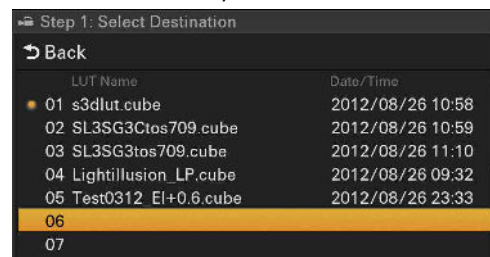 Step 1: Select Destination
Back
LUT Name Date/Time
01 s3dlut.cube 2012/08/26 10:58
02 SL3SG3Ctos709.cube 2012/08/26 10:59
03 SL3SG3tos709.cube 2012/08/26 11:10
04 Lightillusion_LP.cube 2012/08/26 09:32
05 Test0312_EI+0.6.cube 2012/08/26 23:33
06
07